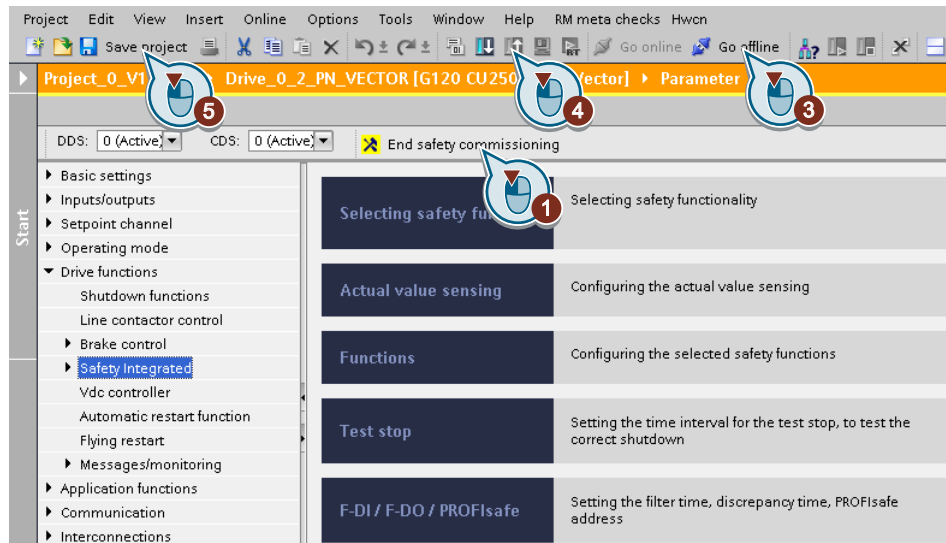 Project Edit View Insert Online Options Tools Window Help RM meta checks Hwcn
Save project Go online Go offline
Project_0_V1 Drive_0_2_PN_VECTOR [G120 CU250 Vector] Parameter
5 4 3
DDS: 0 (Active) CDS: 0 (Active) End safety commissioning
1
Start
Basic settings
Inputs/outputs
Setpoint channel
Operating mode
Drive functions
Shutdown functions
Line contactor control
Brake control
Safety Integrated
Vdc controller
Automatic restart function
Flying restart
Messages/monitoring
Application functions
Communication
Interconnections
Selecting safety fu
Selecting safety functionality
Actual value sensing
Configuring the actual value sensing
Functions
Configuring the selected safety functions
Test stop
Setting the time interval for the test stop, to test the
correct shutdown
F-DI / F-DO / PROFIsafe
Setting the filter time, discrepancy time, PROFIsafe
address